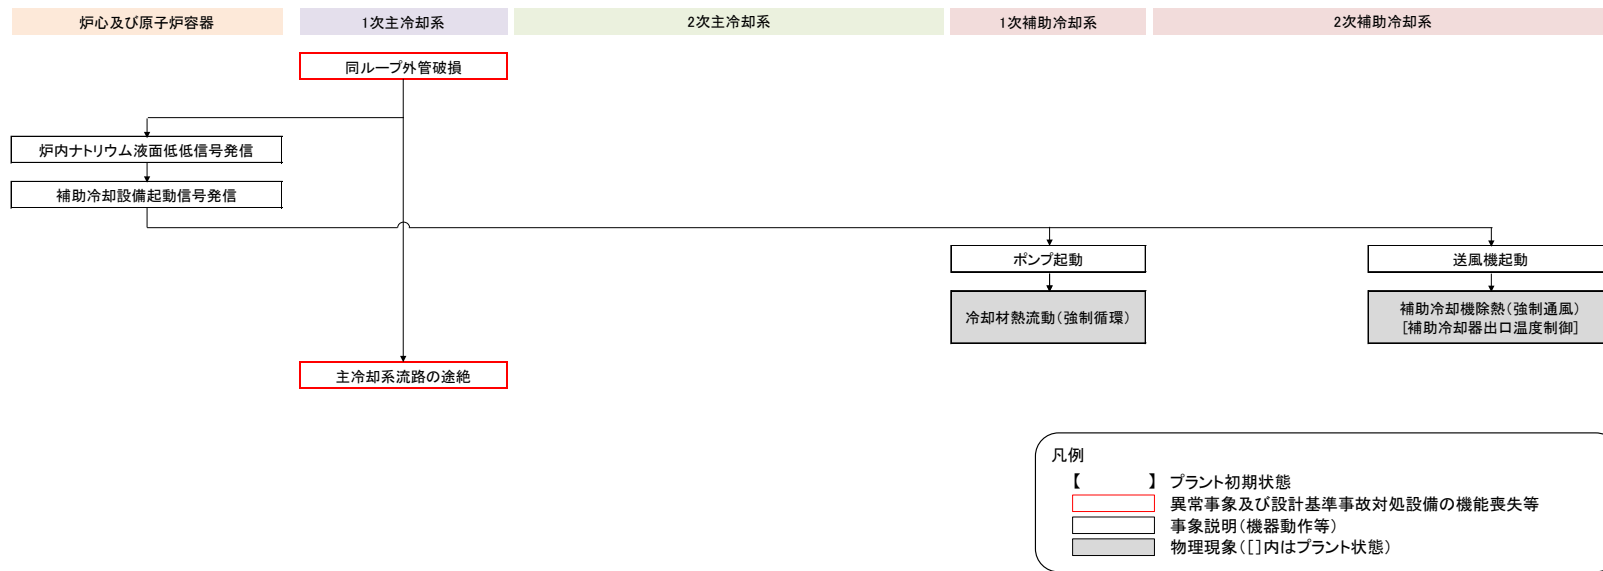 炉心及び原子炉容器
1次主冷却系
2次主冷却系
1次補助冷却系
2次補助冷却系
同ループ外管破損
炉内ナトリウム液面低低信号発信
補助冷却設備起動信号発信
ポンプ起動
送風機起動
冷却材熱流動(強制循環)
補助冷却機除熱(強制通風)
[補助冷却器出口温度制御]
主冷却系流路の途絶
凡例
【 】 プラント初期状態
異常事象及び設計基準事故対処設備の機能喪失等
事象説明(機器動作等)
物理現象([]内はプラント状態)